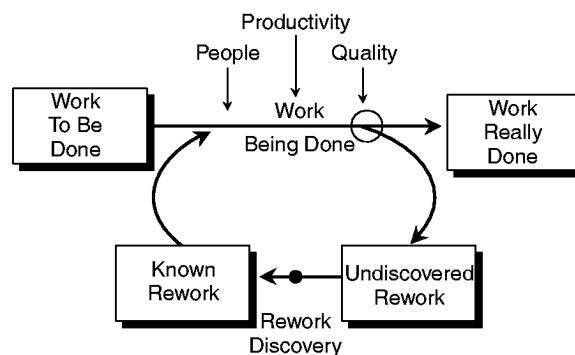 Productivity
People
Quality
Work
To Be
Done
Work
Being Done
Work
Really
Done
Known
Rework
Undiscovered
Rework
Rework
Discovery